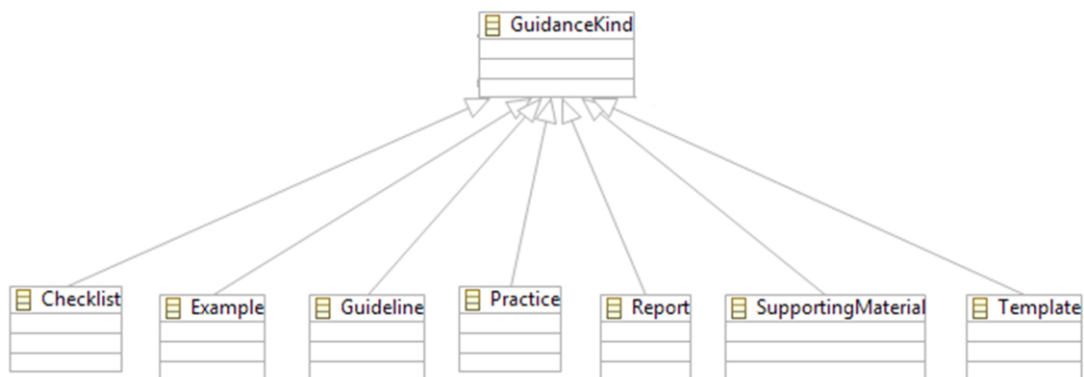 GuidanceKind
Checklist
Example
Guideline
Practice
Report
SupportingMaterial
Template